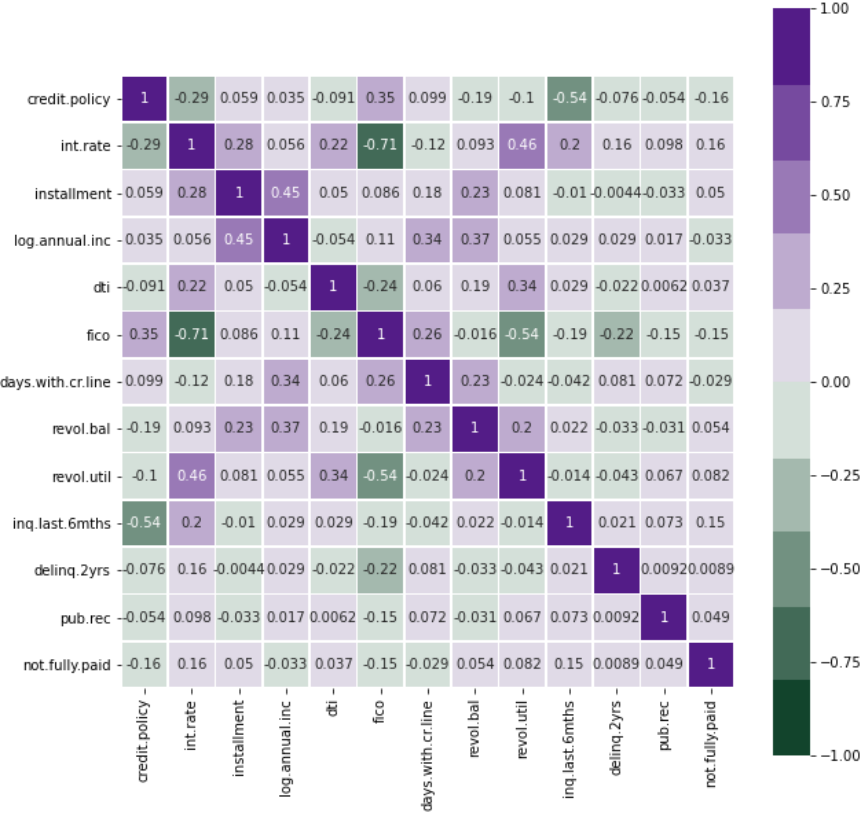 1.00
credit.policy 1 -0.29 0.059 0.035 -0.091 0.35 0.099 -0.19 -0.1 -0.54 -0.076 -0.054 -0.16
0.75
int.rate -0.29 1 0.28 0.22 0.056 -0.71 -0.12 0.093 0.46 0.2 0.16 0.098 0.16
installment 0.059 0.28 1 0.45 0.05 0.086 0.18 0.23 0.081 -0.01 -0.0044 -0.033 0.05
0.50
log.annual.inc 0.035 0.056 0.45 1 -0.054 0.11 0.34 0.37 0.055 0.029 0.029 0.017 -0.033
0.25
dti -0.091 0.22 0.05 -0.054 1 -0.24 0.06 0.19 0.34 0.029 -0.022 0.0062 0.037
fico 0.35 -0.71 0.086 0.11 -0.24 1 0.26 -0.016 -0.54 -0.19 -0.22 -0.15 -0.15
0.00
days.with.cr.line 0.099 -0.12 0.18 0.34 0.06 0.26 1 0.23 -0.024 -0.042 0.081 0.072 -0.029
revol.bal -0.19 0.093 0.23 0.37 0.19 -0.016 0.23 1 0.2 0.022 -0.033 -0.031 0.054
-0.25
revol.util -0.1 0.46 0.081 0.055 0.34 -0.54 -0.024 0.2 1 -0.014 -0.043 0.067 0.082
inq.last.6mths -0.54 0.2 -0.01 0.029 0.029 -0.19 -0.042 0.022 -0.014 1 0.021 0.073 0.15
-0.50
delinq.2yrs -0.076 0.16 -0.0044 0.029 -0.022 -0.22 0.081 -0.033 -0.043 0.021 1 0.0092 0.0089
pub.rec -0.054 0.098 -0.033 0.017 0.0062 -0.15 0.072 -0.031 0.067 0.073 0.0092 1 0.049
-0.75
not.fully.paid -0.16 0.16 0.05 -0.033 0.037 -0.15 -0.029 0.054 0.082 0.15 0.0089 0.049 1
-1.00
credit.policy
int.rate
installment
log.annual.inc
dti
fico
days.with.cr.line
revol.bal
revol.util
inq.last.6mths
delinq.2yrs
pub.rec
not.fully.paid